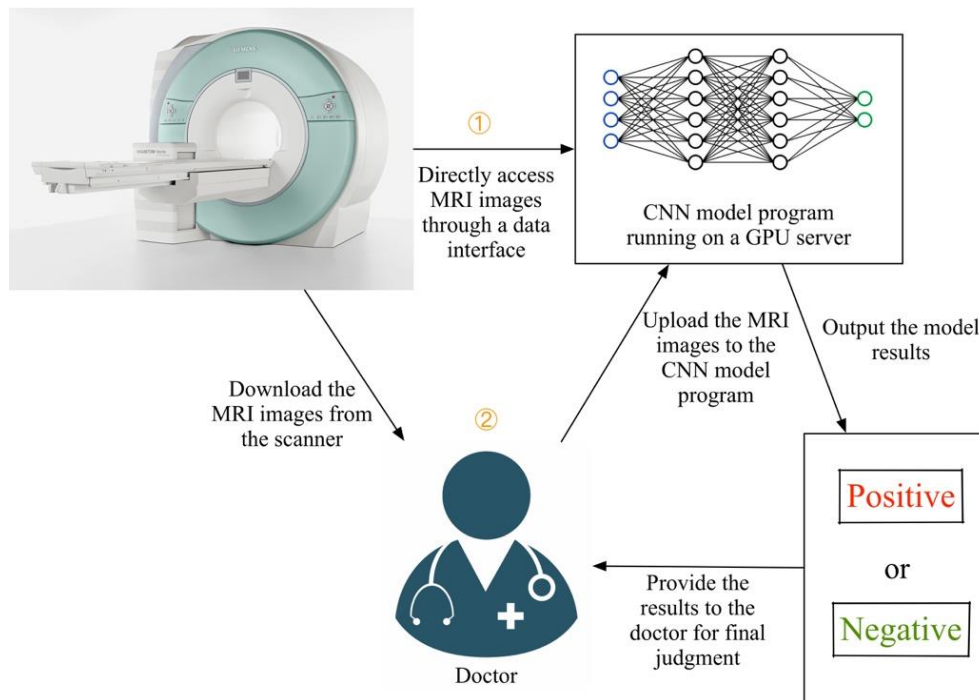 SIEMENS
①
Directly access
MRI images
through a data
interface
CNN model program
running on a GPU server
Download the
MRI images from
the scanner
②
Upload the MRI
images to the
CNN model
program
Output the model
results
Positive
or
Negative
Provide the
results to the
doctor for final
judgment
Doctor